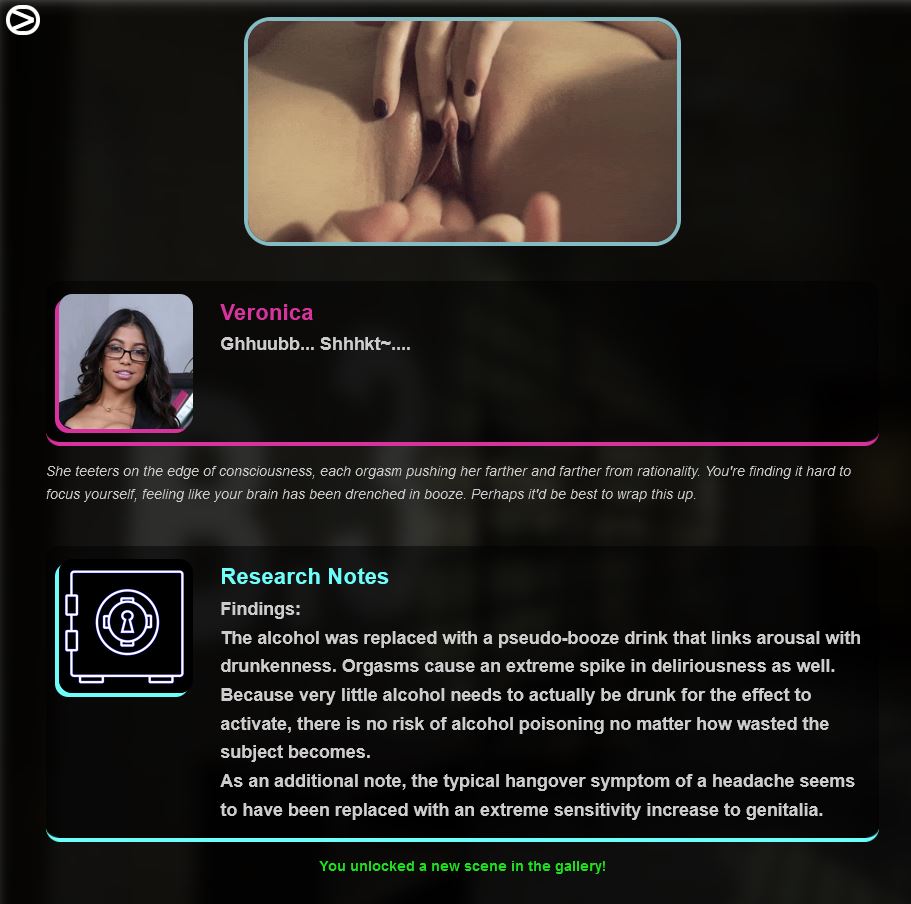 Veronica
Ghhuubb... Shhhkt~....
She teeters on the edge of consciousness, each orgasm pushing her farther and farther from rationality. You're finding it hard to
focus yourself, feeling like your brain has been drenched in booze. Perhaps it'd be best to wrap this up.
Research Notes
Findings:
The alcohol was replaced with a pseudo-booze drink that links arousal with
drunkenness. Orgasms cause an extreme spike in deliriousness as well.
Because very little alcohol needs to actually be drunk for the effect to
activate, there is no risk of alcohol poisoning no matter how wasted the
subject becomes.
As an additional note, the typical hangover symptom of a headache seems
to have been replaced with an extreme sensitivity increase to genitalia.
You unlocked a new scene in the gallery!